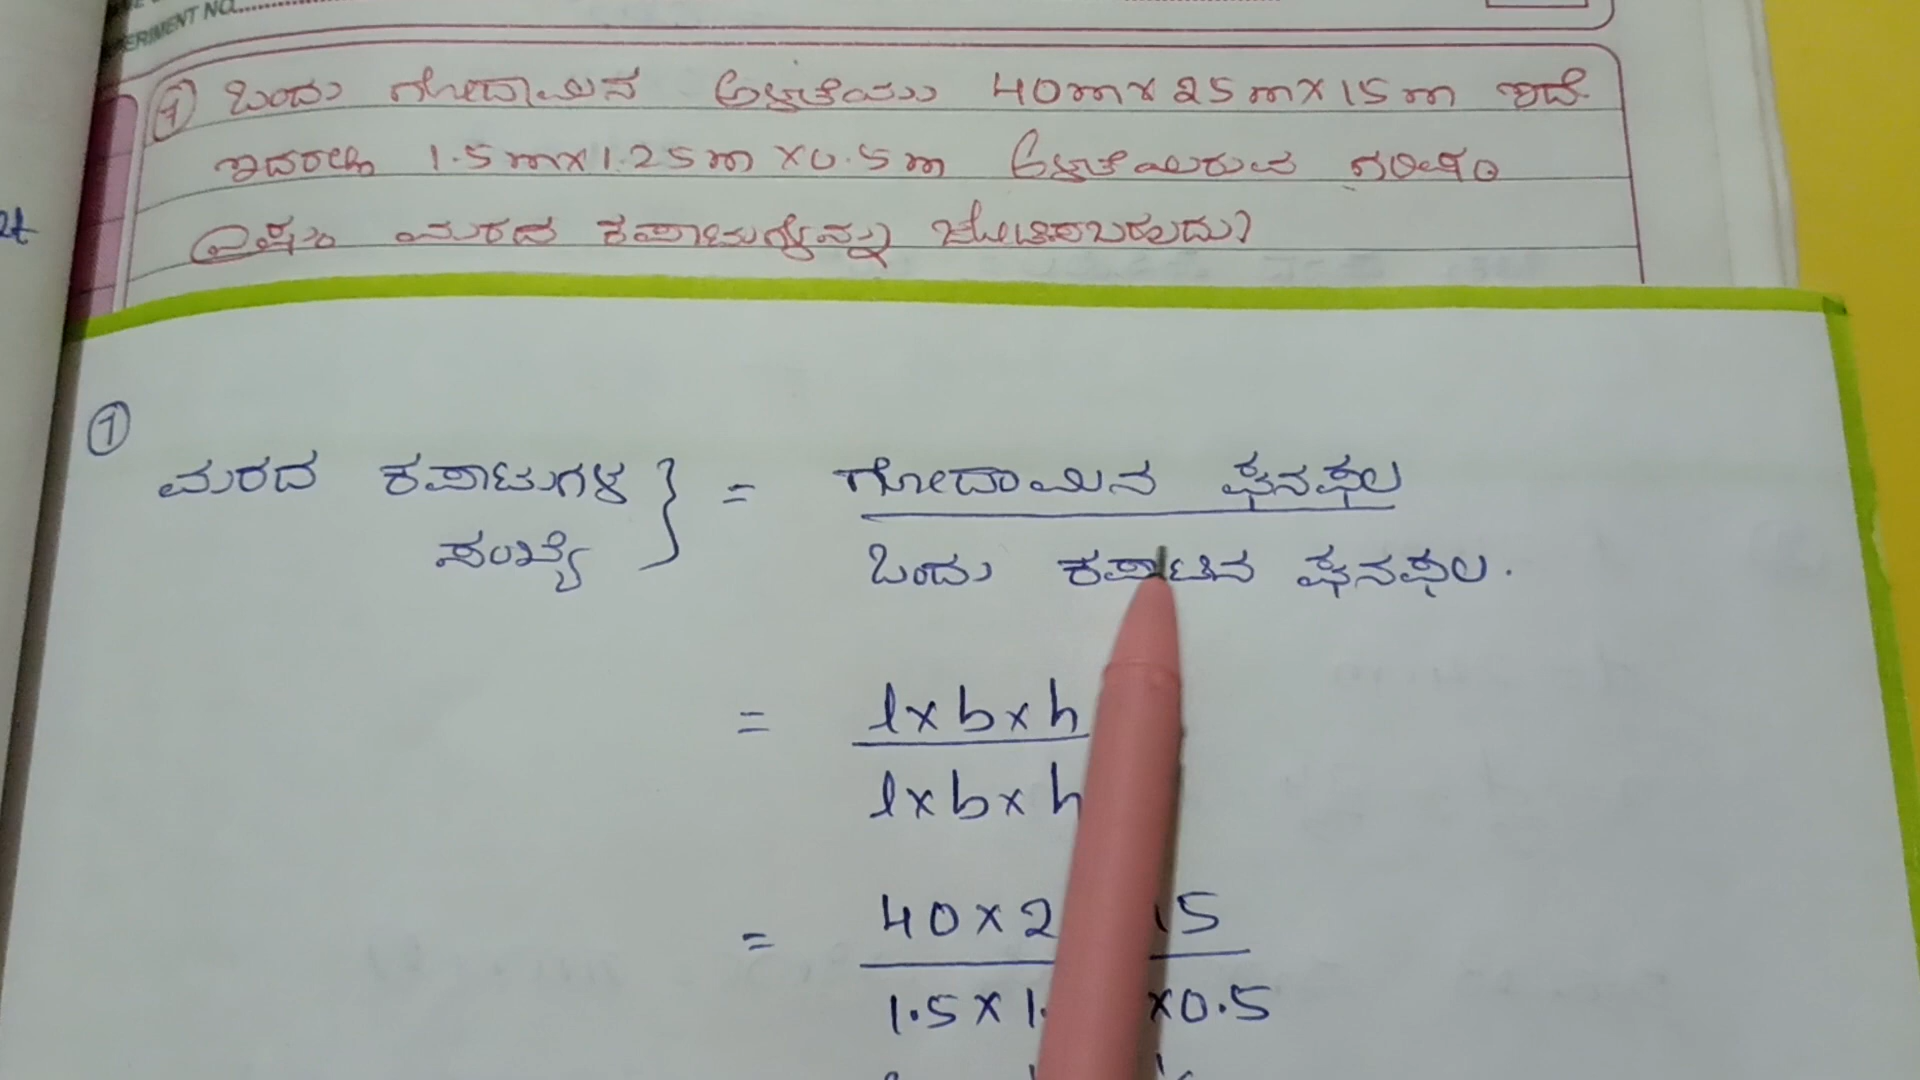 EXPERIMENT NO.
① ಒಂದು ಗೋದಾಮಿನ ಅಳತೆಯು 40m x 25m x 15m ಇದೆ.
ಇದರಲ್ಲಿ 1.5m x 1.25m x 0.5m ಅಳತೆಯಿರುವ ಗರಿಷ್ಠ
ಎಷ್ಟು ಮರದ ಕಪಾಟುಗಳನ್ನು ಜೋಡಿಸಬಹುದು?
①
ಮರದ ಕಪಾಟುಗಳ } = ಗೋದಾಮಿನ ಘನಫಲ
ಸಂಖ್ಯೆ ಒಂದು ಕಪಾಟಿನ ಘನಫಲ.
= l x b x h
l x b x h
= 40 x 2 15
1.5 x 1. x 0.5